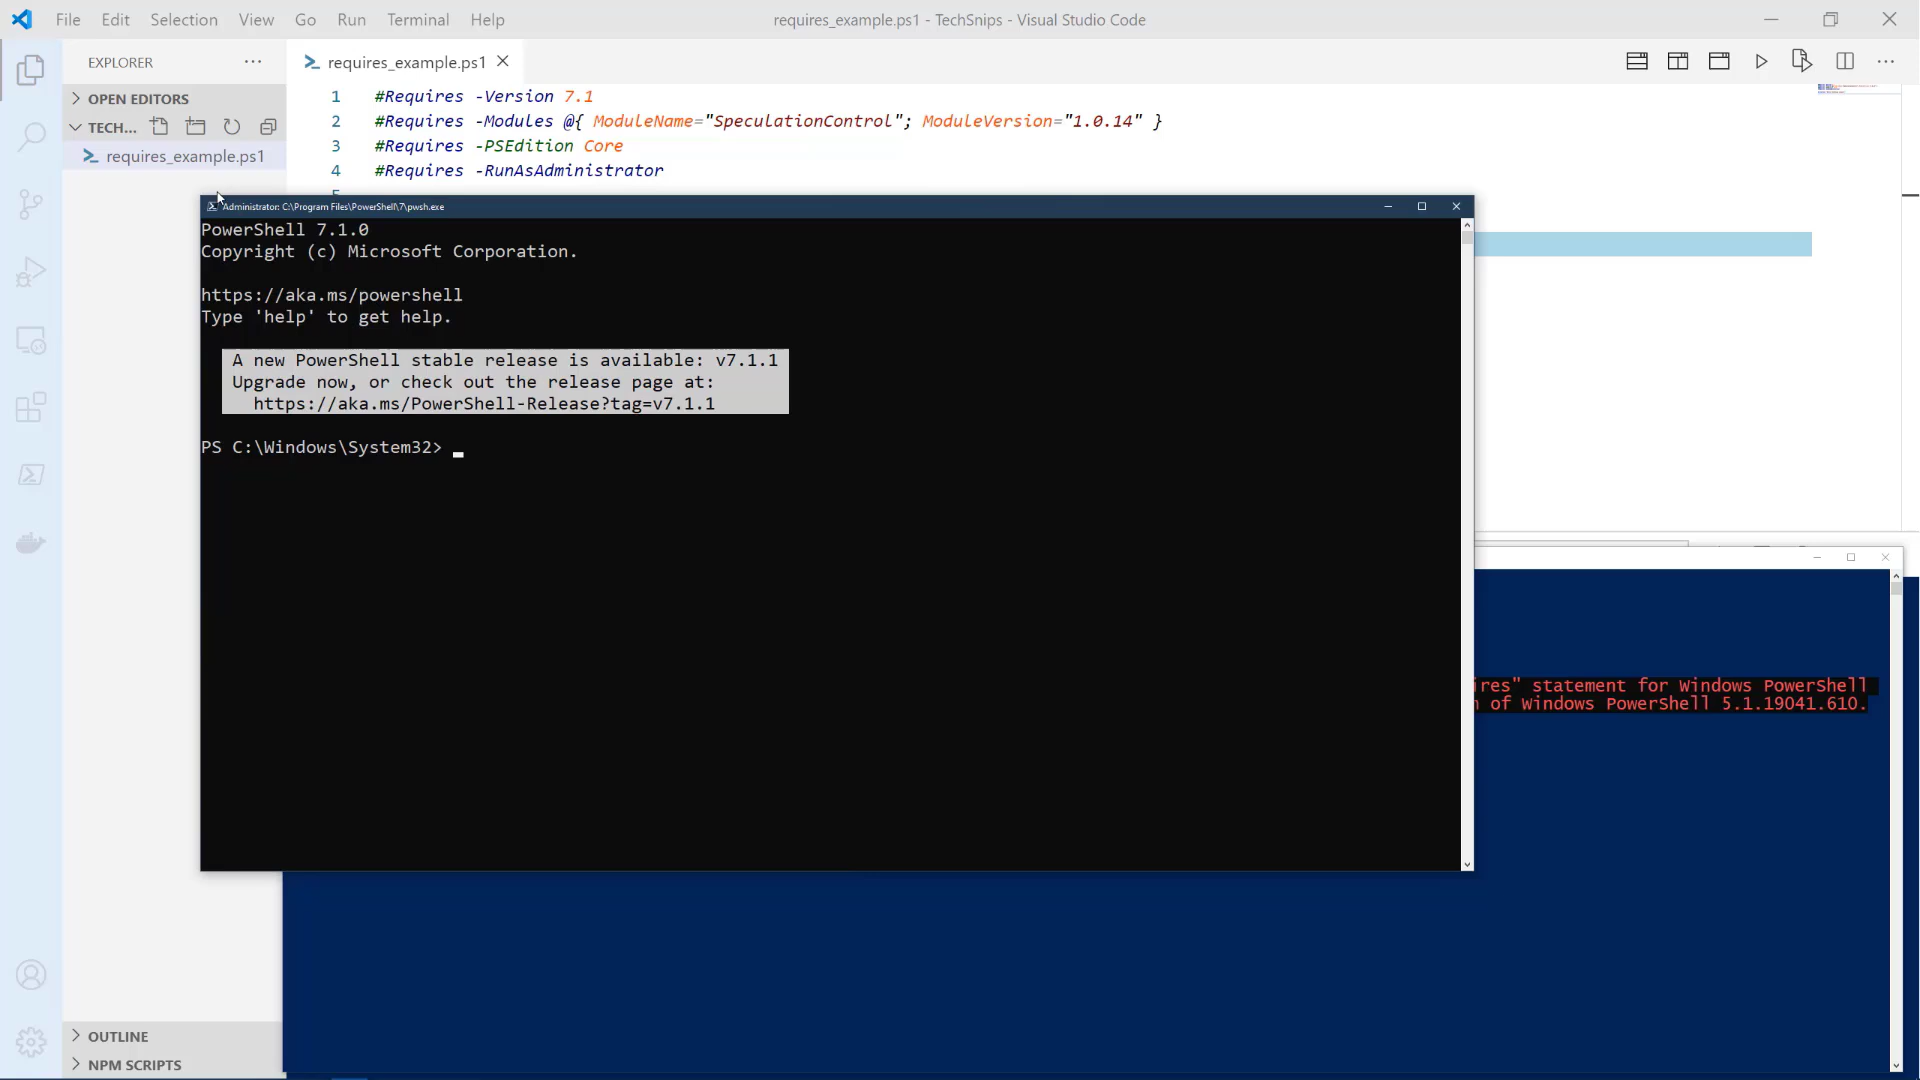 File Edit Selection View Go Run Terminal Help
requires_example.ps1 - TechSnips - Visual Studio Code
EXPLORER
requires_example.ps1
OPEN EDITORS
TECH...
requires_example.ps1
1 #Requires -Version 7.1
2 #Requires -Modules @{ ModuleName="SpeculationControl"; ModuleVersion="1.0.14" }
3 #Requires -PSEdition Core
4 #Requires -RunAsAdministrator
Administrator: C:\Program Files\PowerShell\7\pwsh.exe
PowerShell 7.1.0
Copyright (c) Microsoft Corporation.
https://aka.ms/powershell
Type 'help' to get help.
A new PowerShell stable release is available: v7.1.1
Upgrade now, or check out the release page at:
https://aka.ms/PowerShell-Release?tag=v7.1.1
PS C:\Windows\System32>
" statement for Windows PowerShell
of Windows PowerShell 5.1.19041.610.
OUTLINE
NPM SCRIPTS